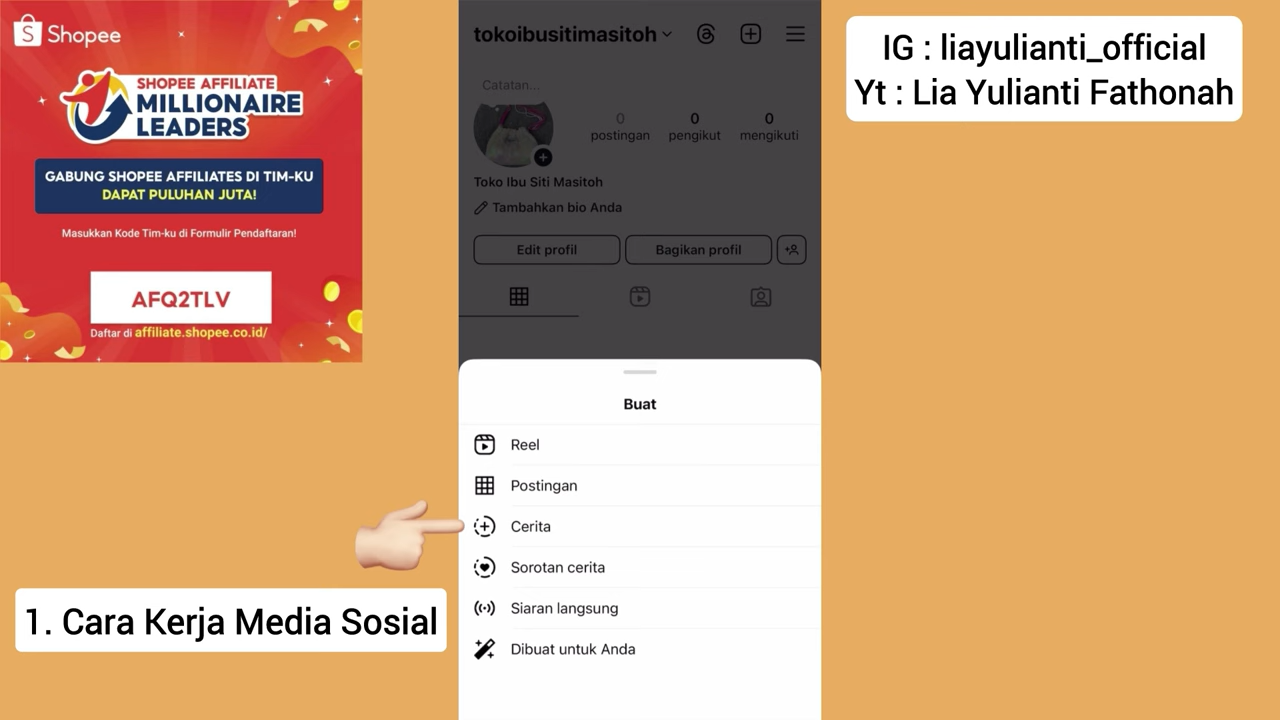 Shopee
SHOPEE AFFILIATE
MILLIONAIRE
LEADERS
GABUNG SHOPEE AFFILIATES DI TIM-KU
DAPAT PULUHAN JUTA!
Masukkan Kode Tim-ku di Formulir Pendaftaran!
AFQ2TLV
Daftar di affiliate.shopee.co.id/
1. Cara Kerja Media Sosial
tokoibusitimasitoh
Catatan...
0 0 0
postingan pengikut mengikuti
Toko Ibu Siti Masitoh
Tambahkan bio Anda
Edit profil Bagikan profil
Buat
Reel
Postingan
Cerita
Sorotan cerita
Siaran langsung
Dibuat untuk Anda
IG : liayulianti_official
Yt : Lia Yulianti Fathonah